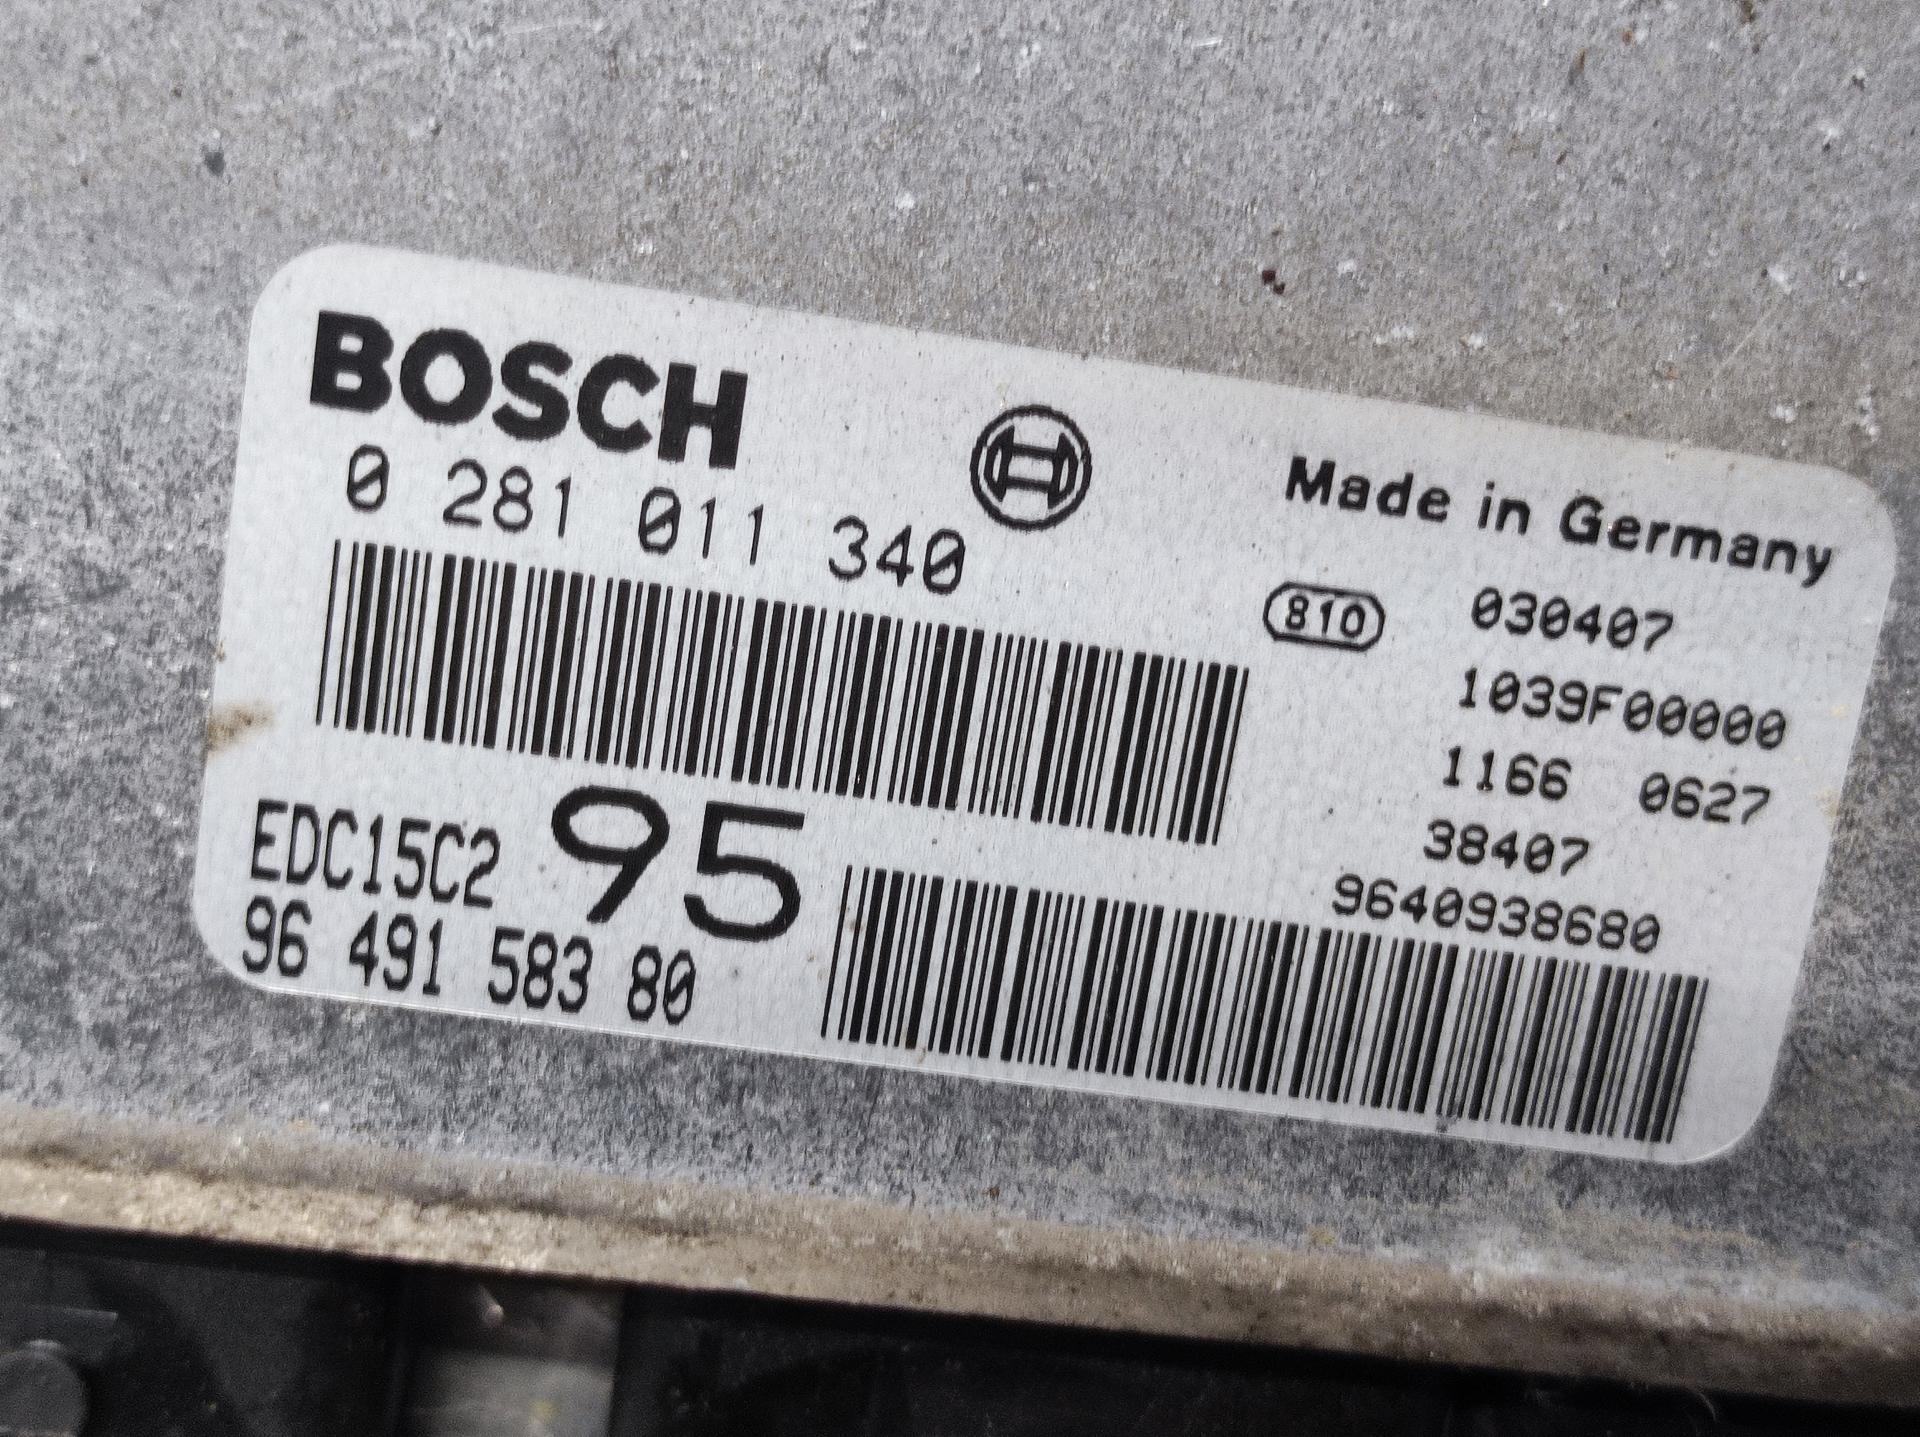 BOSCH
0 281 011 340
Made in Germany
810 030407
1039F00000
1166 0627
38407
9640938680
EDC15C2 95
96 491 583 80